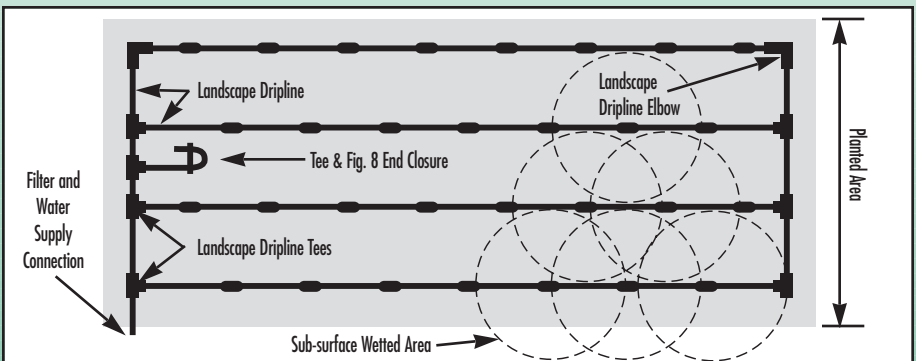 Landscape Dripline
Landscape
Dripline Elbow
Tee & Fig. 8 End Closure
Planted Area
Filter and
Water
Supply
Connection
Landscape Dripline Tees
Sub-surface Wetted Area